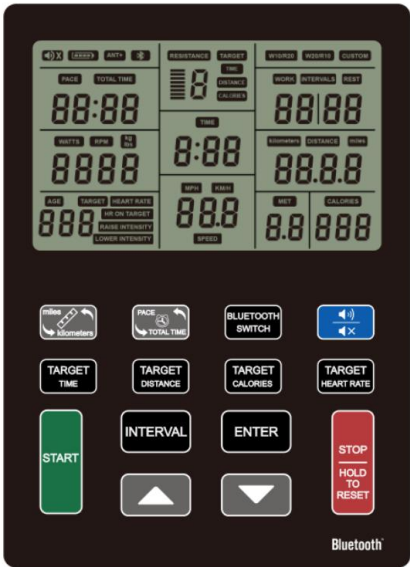 X ANT+
RESISTANCE TARGET
W10/R20 W20/R10 CUSTOM
PACE TOTAL TIME
88:88
8
TIME
DISTANCE
CALORIES
WORK INTERVALS REST
88 88
WATTS RPM kg lbs
8888
TIME
8:88
kilometers DISTANCE miles
88.8.8
AGE TARGET HEART RATE
888
HR ON TARGET
RAISE INTENSITY
LOWER INTENSITY
MPH KM/H
88.8
SPEED
MET CALORIES
8.8 888
miles
kilometers
PACE
TOTAL TIME
BLUETOOTH
SWITCH
TARGET
TIME
TARGET
DISTANCE
TARGET
CALORIES
TARGET
HEART RATE
START
INTERVAL
ENTER
STOP
HOLD
TO
RESET
Bluetooth